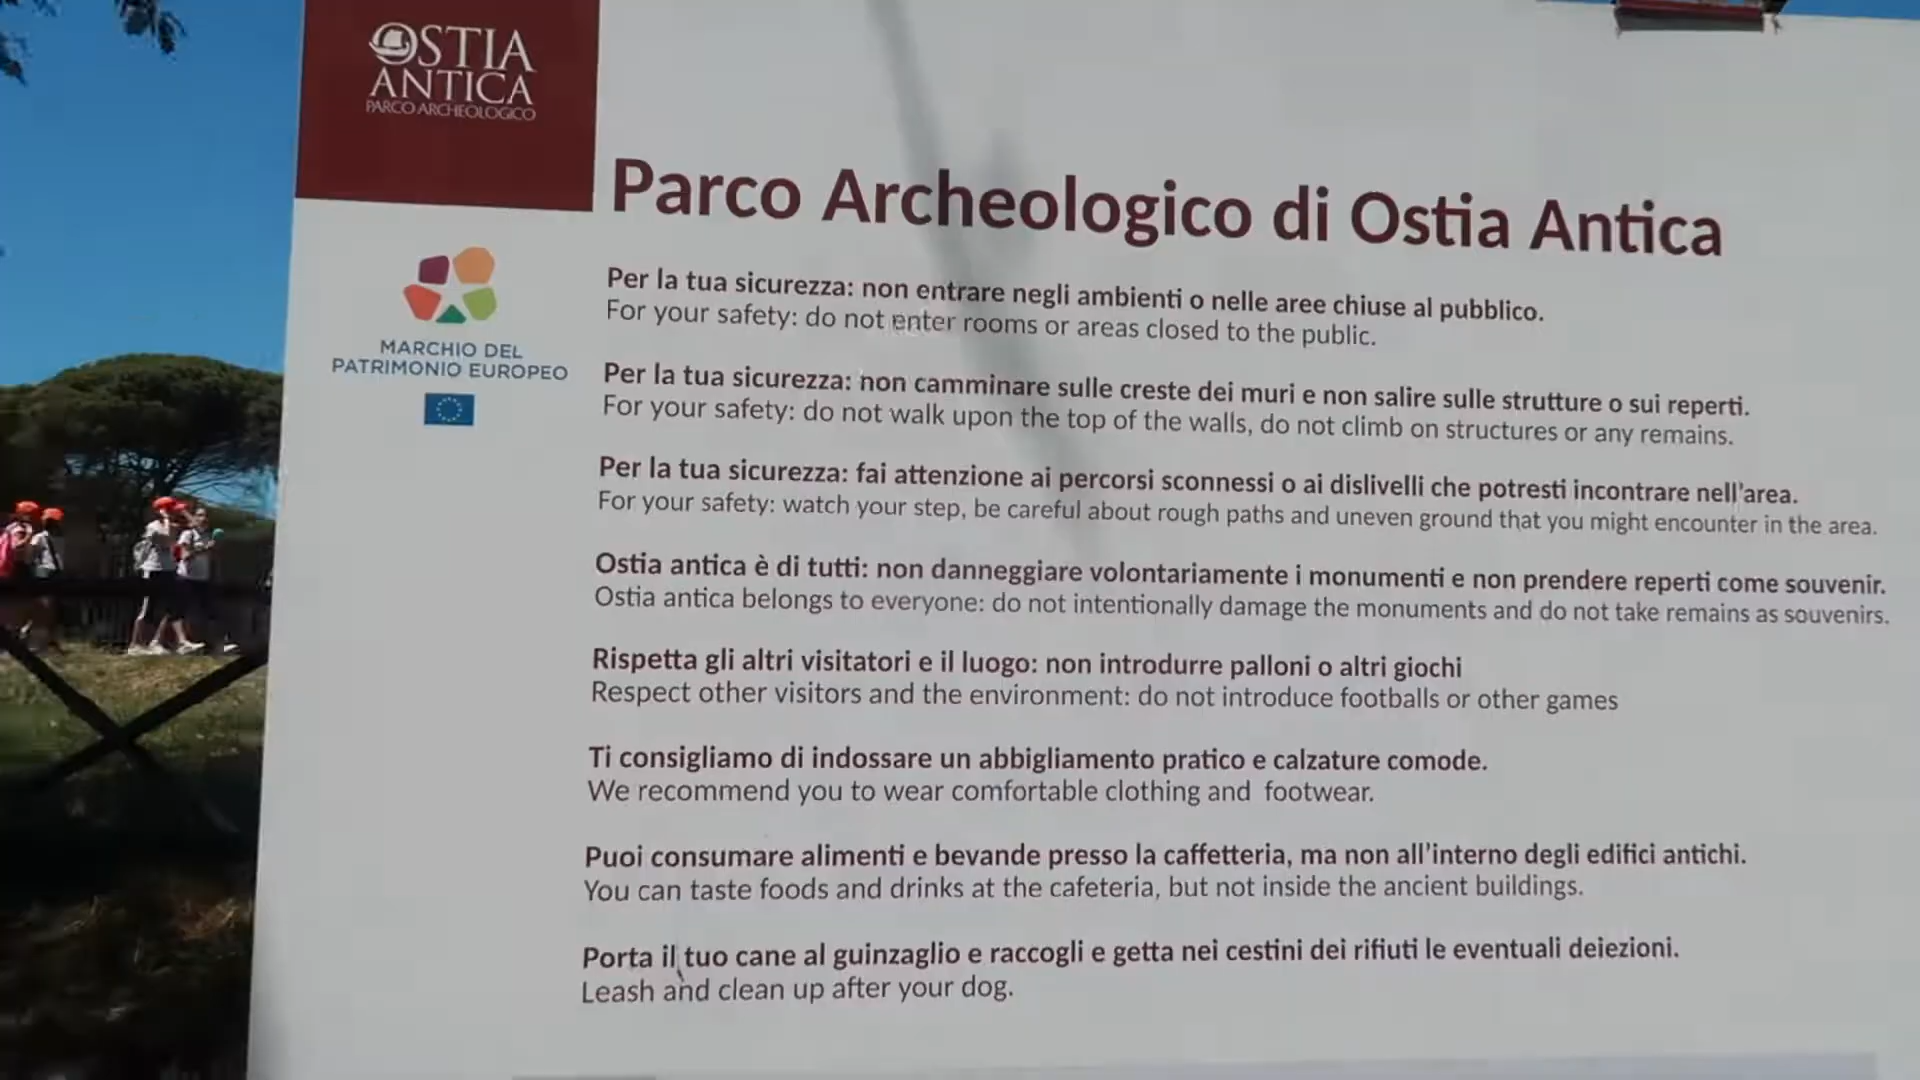 OSTIA
ANTICA
PARCO ARCHEOLOGICO
Parco Archeologico di Ostia Antica
MARCHIO DEL
PATRIMONIO EUROPEO
Per la tua sicurezza: non entrare negli ambienti o nelle aree chiuse al pubblico.
For your safety: do not enter rooms or areas closed to the public.
Per la tua sicurezza: non camminare sulle creste dei muri e non salire sulle strutture o sui reperti.
For your safety: do not walk upon the top of the walls, do not climb on structures or any remains.
Per la tua sicurezza: fai attenzione ai percorsi sconnessi o ai dislivelli che potresti incontrare nell'area.
For your safety: watch your step, be careful about rough paths and uneven ground that you might encounter in the area.
Ostia antica è di tutti: non danneggiare volontariamente i monumenti e non prendere reperti come souvenir.
Ostia antica belongs to everyone: do not intentionally damage the monuments and do not take remains as souvenirs.
Rispetta gli altri visitatori e il luogo: non introdurre palloni o altri giochi
Respect other visitors and the environment: do not introduce footballs or other games
Ti consigliamo di indossare un abbigliamento pratico e calzature comode.
We recommend you to wear comfortable clothing and footwear.
Puoi consumare alimenti e bevande presso la caffetteria, ma non all'interno degli edifici antichi.
You can taste foods and drinks at the cafeteria, but not inside the ancient buildings.
Porta il tuo cane al guinzaglio e raccogli e getta nei cestini dei rifiuti le eventuali deiezioni.
Leash and clean up after your dog.